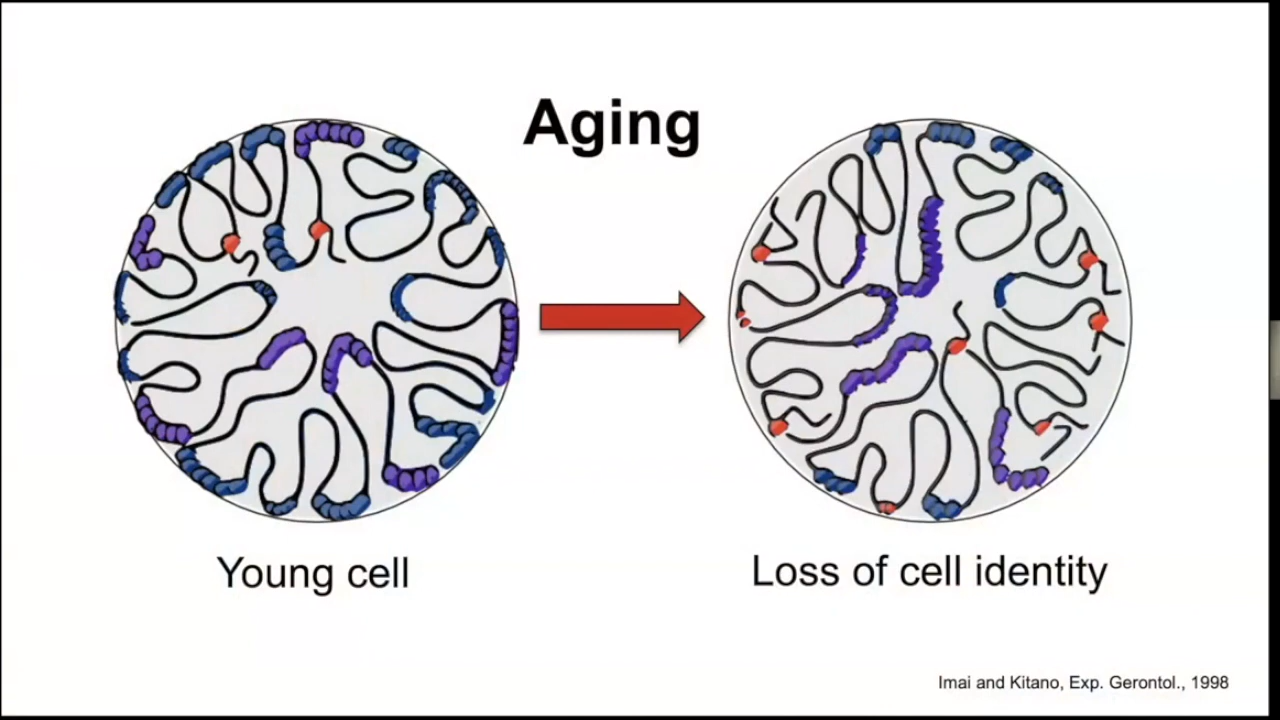 Aging
Young cell
Loss of cell identity
Imai and Kitano, Exp. Gerontol., 1998